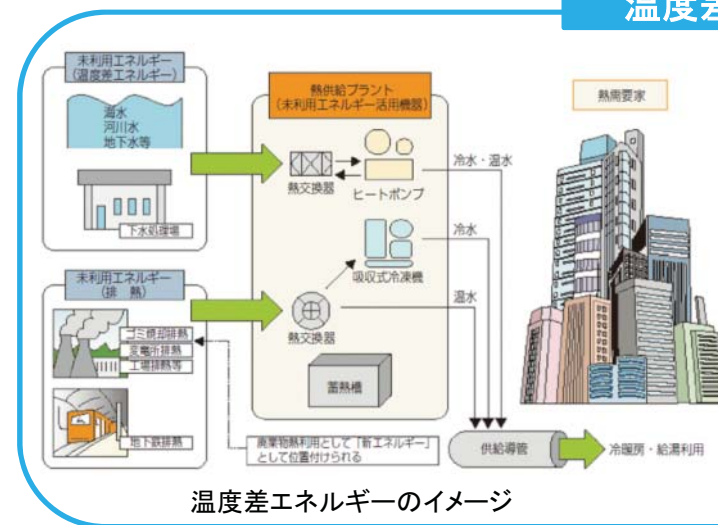 温度差
未利用エネルギー
(温度差エネルギー)
海水
河川水
地下水等
下水処理場
未利用エネルギー
(排　熱)
ゴミ焼却排熱
変電所排熱
工場排熱等
地下鉄排熱
熱供給プラント
(未利用エネルギー活用機器)
熱交換器
ヒートポンプ
吸収式冷凍機
熱交換器
蓄熱槽
冷水・温水
冷水
温水
廃棄物熱利用として「新エネルギー」
として位置付けられる
熱需要家
供給導管
冷暖房・給湯利用
温度差エネルギーのイメージ